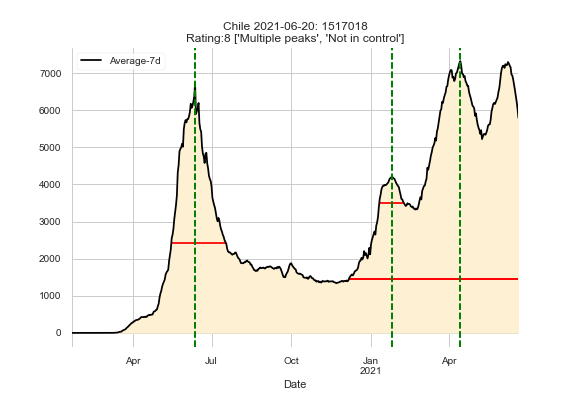 Chile 2021-06-20: 1517018
Rating:8 ['Multiple peaks', 'Not in control']
Average-7d
7000
6000
5000
4000
3000
2000
1000
0
Apr
Jul
Oct
Jan
2021
Apr
Date